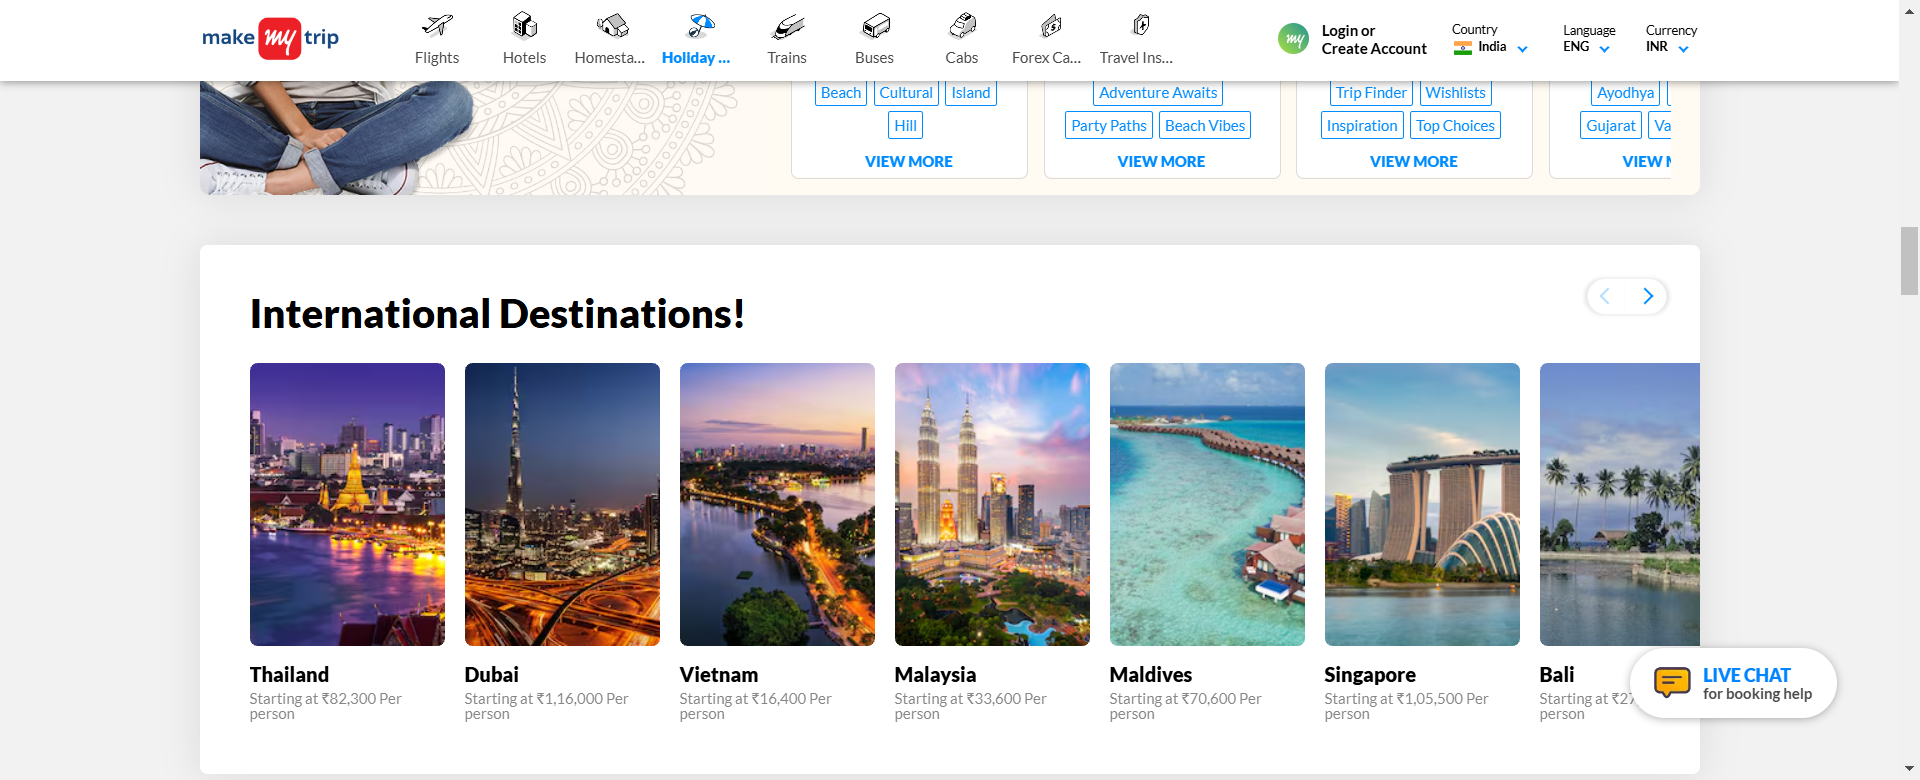 make my trip
Flights
Hotels
Homesta...
Holiday ...
Trains
Buses
Cabs
Forex Ca...
Travel Ins...
my
Login or
Create Account
Country
India
Language
ENG
Currency
INR
Beach Cultural Island
Hill
VIEW MORE
Adventure Awaits
Party Paths Beach Vibes
VIEW MORE
Trip Finder Wishlists
Inspiration Top Choices
VIEW MORE
Ayodhya
Gujarat Va
VIEW M
International Destinations!
Thailand
Starting at ₹82,300 Per
person
Dubai
Starting at ₹1,16,000 Per
person
Vietnam
Starting at ₹16,400 Per
person
Malaysia
Starting at ₹33,600 Per
person
Maldives
Starting at ₹70,600 Per
person
Singapore
Starting at ₹1,05,500 Per
person
Bali
Starting at ₹27
person
LIVE CHAT
for booking help